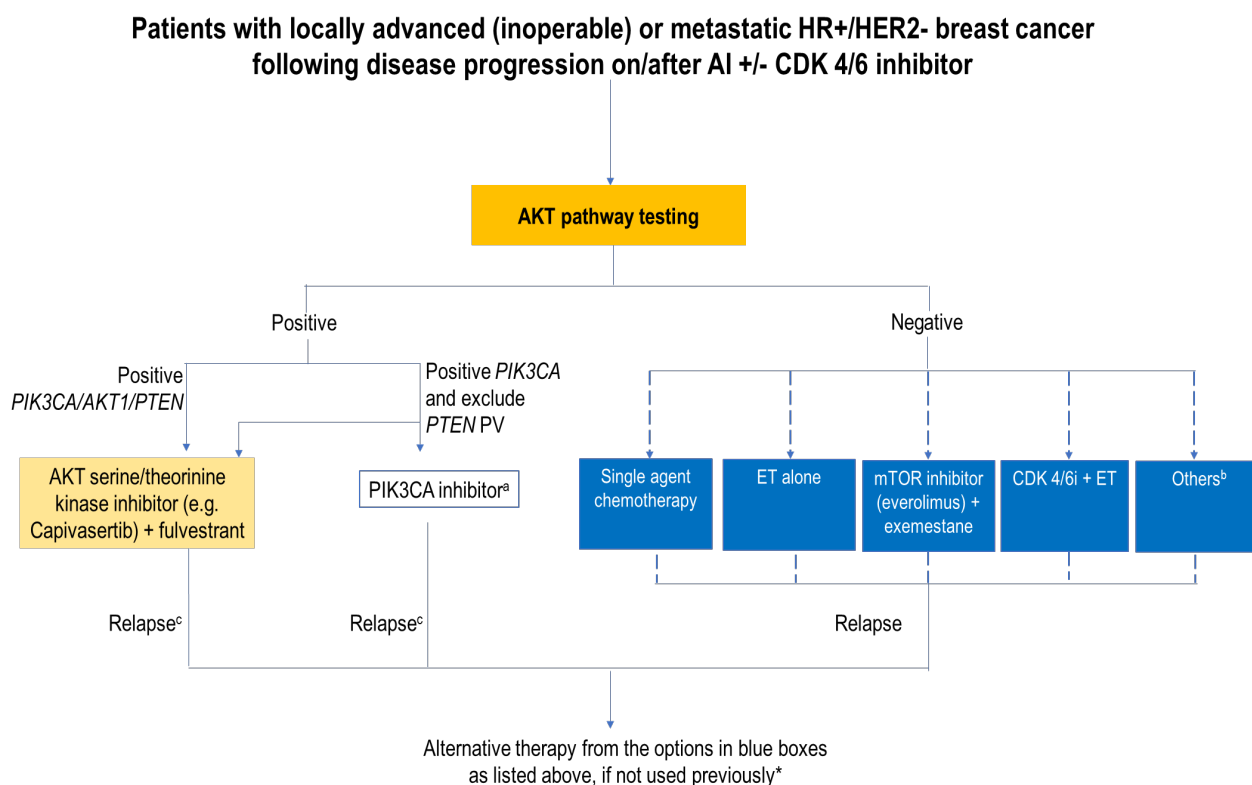 Patients with locally advanced (inoperable) or metastatic HR+/HER2- breast cancer
following disease progression on/after AI +/- CDK 4/6 inhibitor
AKT pathway testing
Positive
Negative
Positive
PIK3CA/AKT1/PTEN
Positive PIK3CA
and exclude
PTEN PV
AKT serine/theorinine
kinase inhibitor (e.g.
Capivasertib) + fulvestrant
PIK3CA inhibitorᵃ
Single agent
chemotherapy
ET alone
mTOR inhibitor
(everolimus) +
exemestane
CDK 4/6i + ET
Othersᵇ
Relapseᶜ
Relapseᶜ
Relapse
Alternative therapy from the options in blue boxes
as listed above, if not used previously*